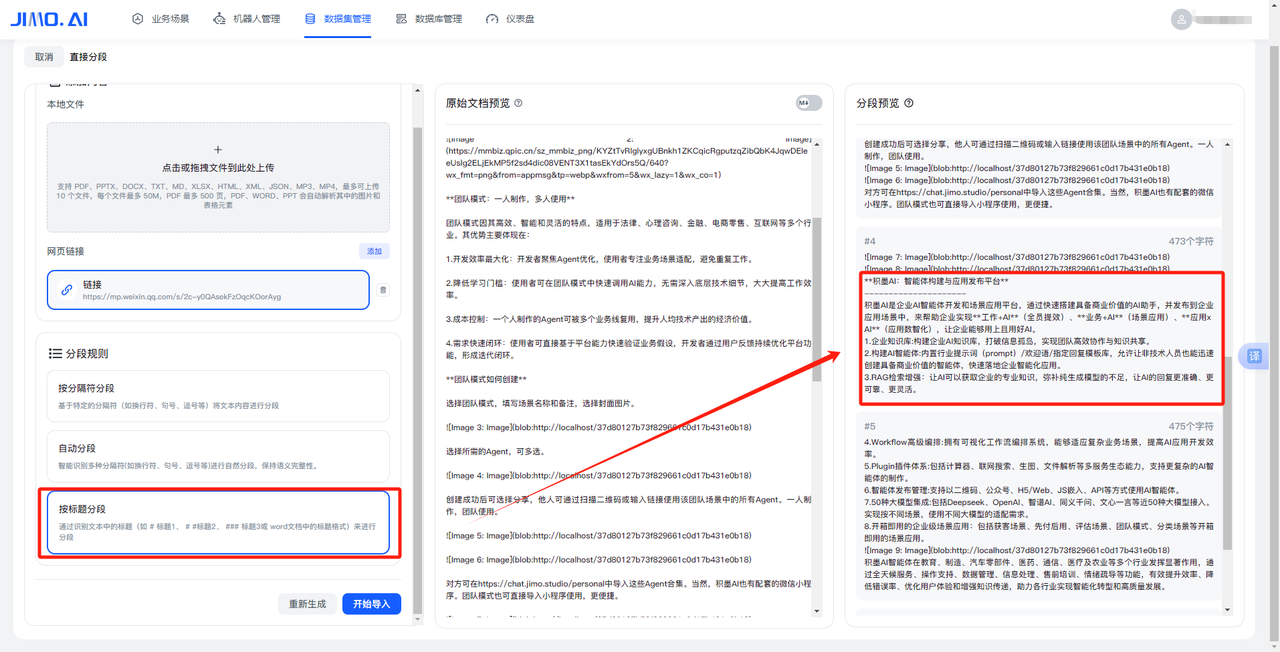 JIMO.AI
业务场景
机器人管理
数据集管理
数据库管理
仪表盘
取消
直接分段
本地文件
+
点击或拖拽文件到此处上传
支持 PDF、PPTX、DOCX、TXT、MD、XLSX、HTML、XML、JSON、MP3、MP4，最多可上传
10 个文件，每个文件最多 50M，PDF 最多 500 页，PDF、WORD、PPT 会自动解析其中的图片和
表格元素
网页链接
添加
链接
https://mp.weixin.qq.com/s/2c-y0QAsekFzOqcKOorAyg
分段规则
按分隔符分段
基于特定的分隔符（如换行符、句号、逗号等）将文本内容进行分段
自动分段
智能识别多种分隔符(如换行符、句号、逗号等)进行自然分段，保持语义完整性。
按标题分段
通过识别文本中的标题（如 # 标题1、 # #标题2、 ### 标题3或 word文档中的标题格式）来进行
分段
重新生成
开始导入
原始文档预览
M↓
![Image 2: Image]
(https://mmbiz.qpic.cn/sz_mmbiz_png/KYZtTvRlglyxgUBnkh1ZKCqicRgputzqZibQbK4JqwDEle
eUslg2ELjEkMP5f2sd4dic08VENT3X1tasEkYdOrs5Q/640?
wx_fmt=png&from=appmsg&tp=webp&wxfrom=5&wx_lazy=1&wx_co=1)
**团队模式：一人制作，多人使用**
团队模式因其高效、智能和灵活的特点，适用于法律、心理咨询、金融、电商零售、互联网等多个行
业。其优势主要体现在：
1.开发效率最大化：开发者聚焦Agent优化，使用者专注业务场景适配，避免重复工作。
2.降低学习门槛：使用者可在团队模式中快速调用AI能力，无需深入底层技术细节，大大提高工作效
率。
3.成本控制：一个人制作的Agent可被多个业务线复用，提升人均技术产出的经济价值。
4.需求快速闭环：使用者可直接基于平台能力快速验证业务假设，开发者通过用户反馈持续优化平台功
能，形成迭代闭环。
**团队模式如何创建**
选择团队模式，填写场景名称和备注，选择封面图片。
![Image 3: Image](blob:http://localhost/37d80127b73f829661c0d17b431e0b18)
选择所需的Agent，可多选。
![Image 4: Image](blob:http://localhost/37d80127b73f829661c0d17b431e0b18)
创建成功后可选择分享，他人可通过扫描二维码或输入链接使用该团队场景中的所有Agent。一人制
作，团队使用。
![Image 5: Image](blob:http://localhost/37d80127b73f829661c0d17b431e0b18)
![Image 6: Image](blob:http://localhost/37d80127b73f829661c0d17b431e0b18)
对方可在https://chat.jimo.studio/personal中导入这些Agent合集。当然，积墨AI也有配套的微信小程
序。团队模式也可直接导入小程序使用，更便捷。
分段预览
创建成功后可选择分享，他人可通过扫描二维码或输入链接使用该团队场景中的所有Agent。一人
制作，团队使用。
![Image 5: Image](blob:http://localhost/37d80127b73f829661c0d17b431e0b18)
![Image 6: Image](blob:http://localhost/37d80127b73f829661c0d17b431e0b18)
对方可在https://chat.jimo.studio/personal中导入这些Agent合集。当然，积墨AI也有配套的微信
小程序。团队模式也可直接导入小程序使用，更便捷。
#4
473个字符
![Image 7: Image](blob:http://localhost/37d80127b73f829661c0d17b431e0b18)
![Image 8: Image](blob:http://localhost/37d80127b73f829661c0d17b431e0b18)
**积墨AI：智能体构建与应用发布平台**
---------------------
积墨AI是企业AI智能体开发和场景应用平台，通过快速搭建具备商业价值的AI助手，并发布到企业
应用场景中，来帮助企业实现**工作+AI**（全员提效）、**业务+AI**（场景应用）、**应用x
AI**（应用数智化），让企业能够用上且用好AI。
1.企业知识库:构建企业AI知识库，打破信息孤岛，实现团队高效协作与知识共享。
2.构建AI智能体:内置行业提示词（prompt）/欢迎语/指定回复模板库，允许让非技术人员也能迅速
创建具备商业价值的智能体，快速落地企业智能化应用。
3.RAG检索增强：让AI可以获取企业的专业知识，弥补纯生成模型的不足，让AI的回复更准确、更
可靠、更灵活。
#5
475个字符
4.Workflow高级编排:拥有可视化工作流编排系统，能够适应复杂业务场景，提高AI应用开发效
率。
5.Plugin插件体系:包括计算器、联网搜索、生图、文件解析等多服务生态能力，支持更复杂的AI智
能体的制作。
6.智能体发布管理:支持以二维码、公众号、H5/Web、JS嵌入、API等方式使用AI智能体。
7.50种大模型集成:包括Deepseek、OpenAI、智谱AI、同义千问、文心一言等近50种大模型接入。
实现按不同场景，使用不同大模型的适配需求。
8.开箱即用的企业级场景应用：包括获客场景、先付后用、评估场景、团队模式、分类场景等开箱
即用的场景应用。
![Image 9: Image](blob:http://localhost/37d80127b73f829661c0d17b431e0b18)
积墨AI智能体在教育、制造、汽车零部件、医药、通信、医疗及农业等多个行业发挥显著作用，通
过全天候服务、操作支持、数据管理、信息处理、售前培训、情绪疏导等功能，有效提升效率、降
低错误率、优化用户体验和增强知识传递，助力各行业实现智能化转型和高质量发展。
译